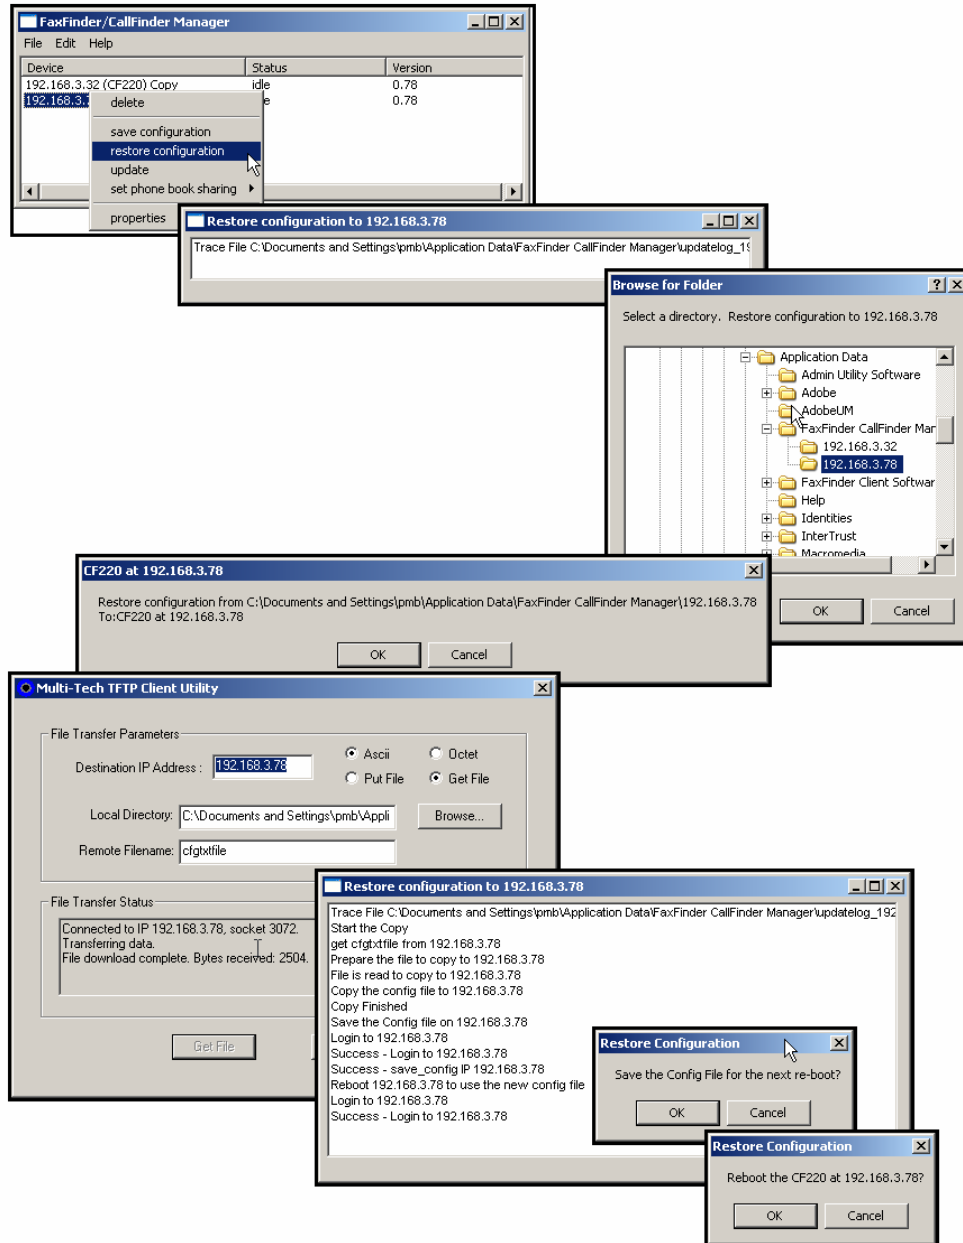 FaxFinder/CallFinder Manager
File Edit Help
Device Status Version
192.168.3.32 (CF220) Copy idle 0.78
192.168.3. e 0.78
delete
save configuration
restore configuration
update
set phone book sharing
properties
Restore configuration to 192.168.3.78
Trace File C:\Documents and Settings\pmb\Application Data\FaxFinder CallFinder Manager\updatelog_19
Browse for Folder
Select a directory. Restore configuration to 192.168.3.78
Application Data
Admin Utility Software
Adobe
AdobeUM
FaxFinder CallFinder Mar
192.168.3.32
192.168.3.78
FaxFinder Client Softwar
Help
Identities
InterTrust
Macromedia
OK Cancel
CF220 at 192.168.3.78
Restore configuration from C:\Documents and Settings\pmb\Application Data\FaxFinder CallFinder Manager\192.168.3.78
To:CF220 at 192.168.3.78
OK Cancel
Multi-Tech TFTP Client Utility
File Transfer Parameters
Destination IP Address : 192.168.3.78 Ascii Octet
Put File Get File
Local Directory: C:\Documents and Settings\pmb\Appli Browse...
Remote Filename: cfgtxtfile
File Transfer Status
Connected to IP 192.168.3.78, socket 3072.
Transferring data.
File download complete. Bytes received: 2504.
Get File
Restore configuration to 192.168.3.78
Trace File C:\Documents and Settings\pmb\Application Data\FaxFinder CallFinder Manager\updatelog_192
Start the Copy
get cfgtxtfile from 192.168.3.78
Prepare the file to copy to 192.168.3.78
File is read to copy to 192.168.3.78
Copy the config file to 192.168.3.78
Copy Finished
Save the Config file on 192.168.3.78
Login to 192.168.3.78
Success - Login to 192.168.3.78
Success - save_config IP 192.168.3.78
Reboot 192.168.3.78 to use the new config file
Login to 192.168.3.78
Success - Login to 192.168.3.78
Restore Configuration
Save the Config File for the next re-boot?
OK Cancel
Restore Configuration
Reboot the CF220 at 192.168.3.78?
OK Cancel